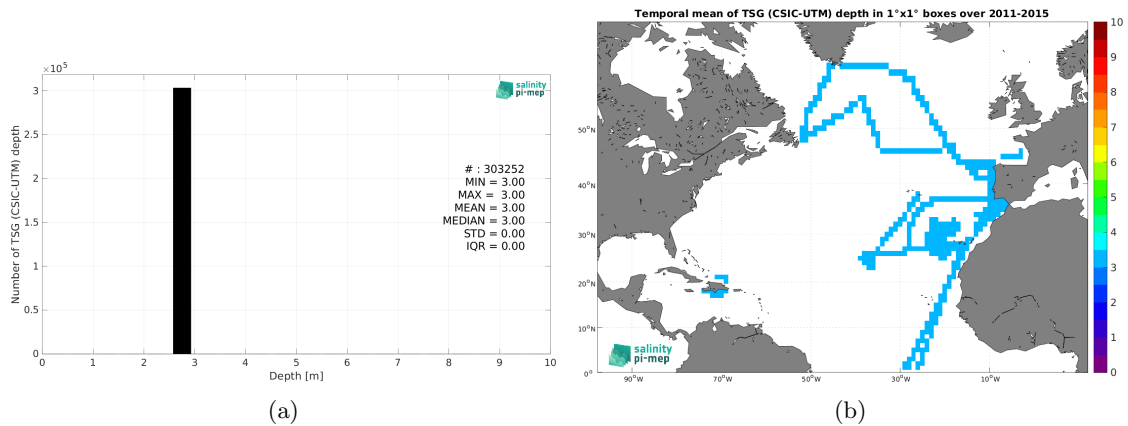 ×10⁵
3
2.5
2
1.5
1
0.5
0
Number of TSG (CSIC-UTM) depth
salinity
pi-mep
# : 303252
MIN = 3.00
MAX = 3.00
MEAN = 3.00
MEDIAN = 3.00
STD = 0.00
IQR = 0.00
0 1 2 3 4 5 6 7 8 9 10
Depth [m]
(a)
Temporal mean of TSG (CSIC-UTM) depth in 1°x1° boxes over 2011-2015
50°N
40°N
30°N
20°N
10°N
0°
salinity
pi-mep
90°W 70°W 50°W 30°W 10°W
10
9
8
7
6
5
4
3
2
1
0
(b)